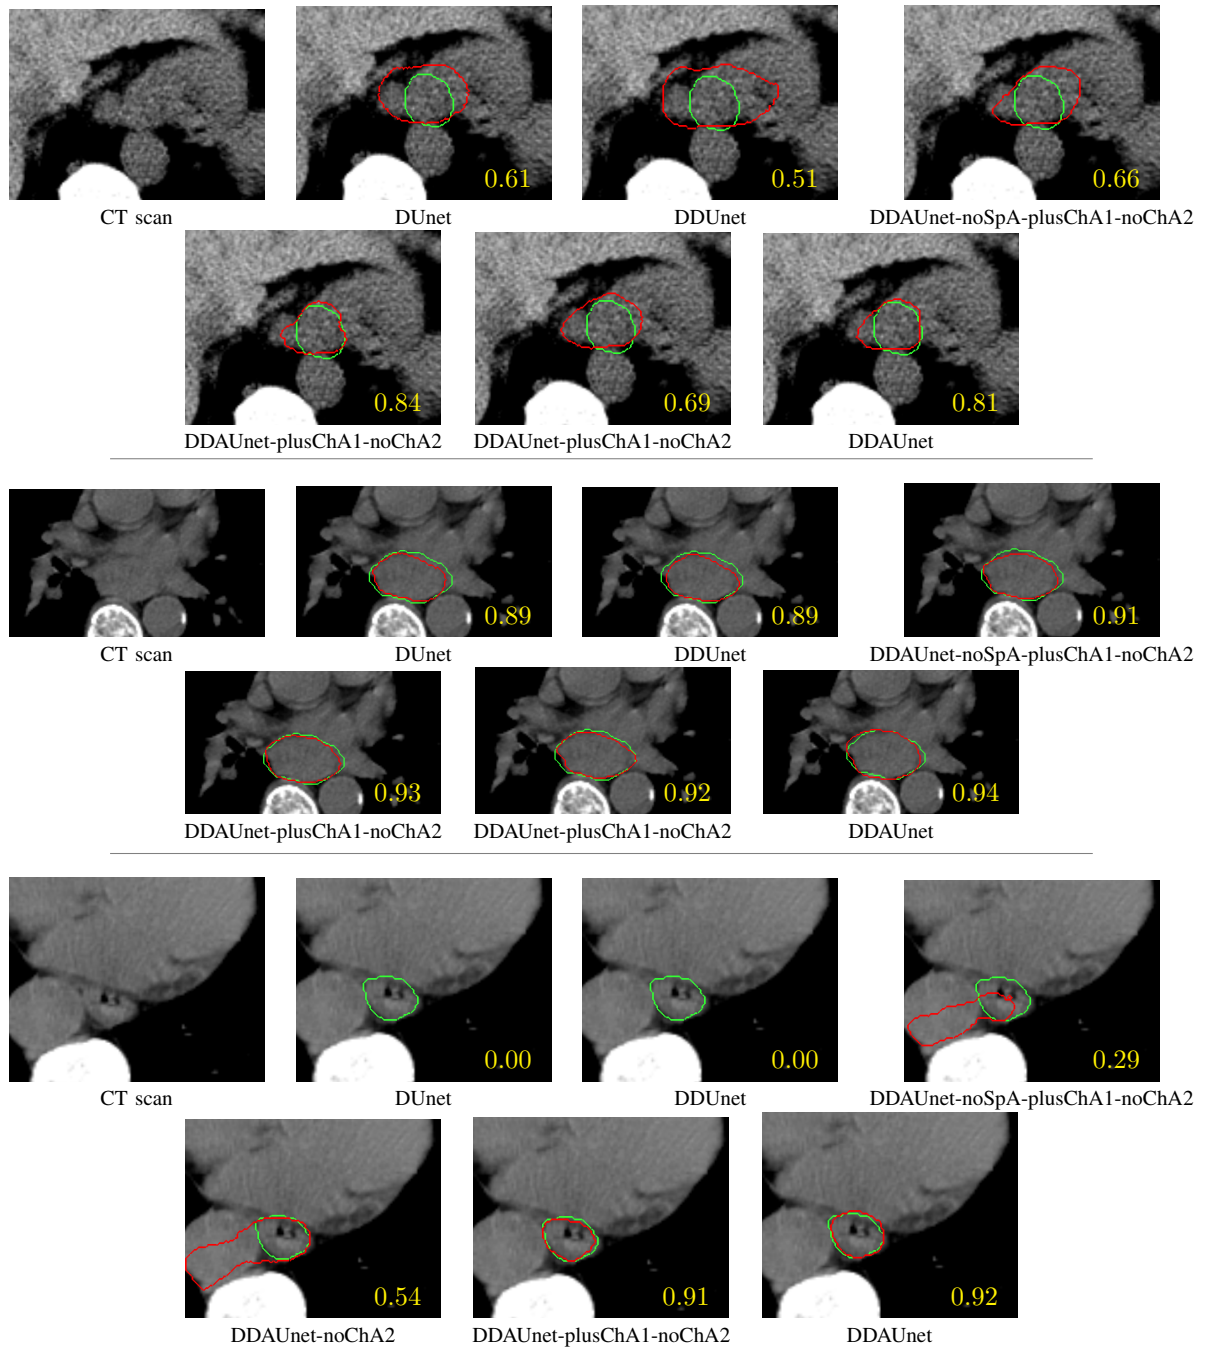 0.61 0.51 0.66
CT scan DUnet DDUnet DDAUnet-noSpA-plusChA1-noChA2
0.84 0.69 0.81
DDAUnet-plusChA1-noChA2 DDAUnet-plusChA1-noChA2 DDAUnet
0.89 0.89 0.91
CT scan DUnet DDUnet DDAUnet-noSpA-plusChA1-noChA2
0.93 0.92 0.94
DDAUnet-plusChA1-noChA2 DDAUnet-plusChA1-noChA2 DDAUnet
0.00 0.00 0.29
CT scan DUnet DDUnet DDAUnet-noSpA-plusChA1-noChA2
0.54 0.91 0.92
DDAUnet-noChA2 DDAUnet-plusChA1-noChA2 DDAUnet